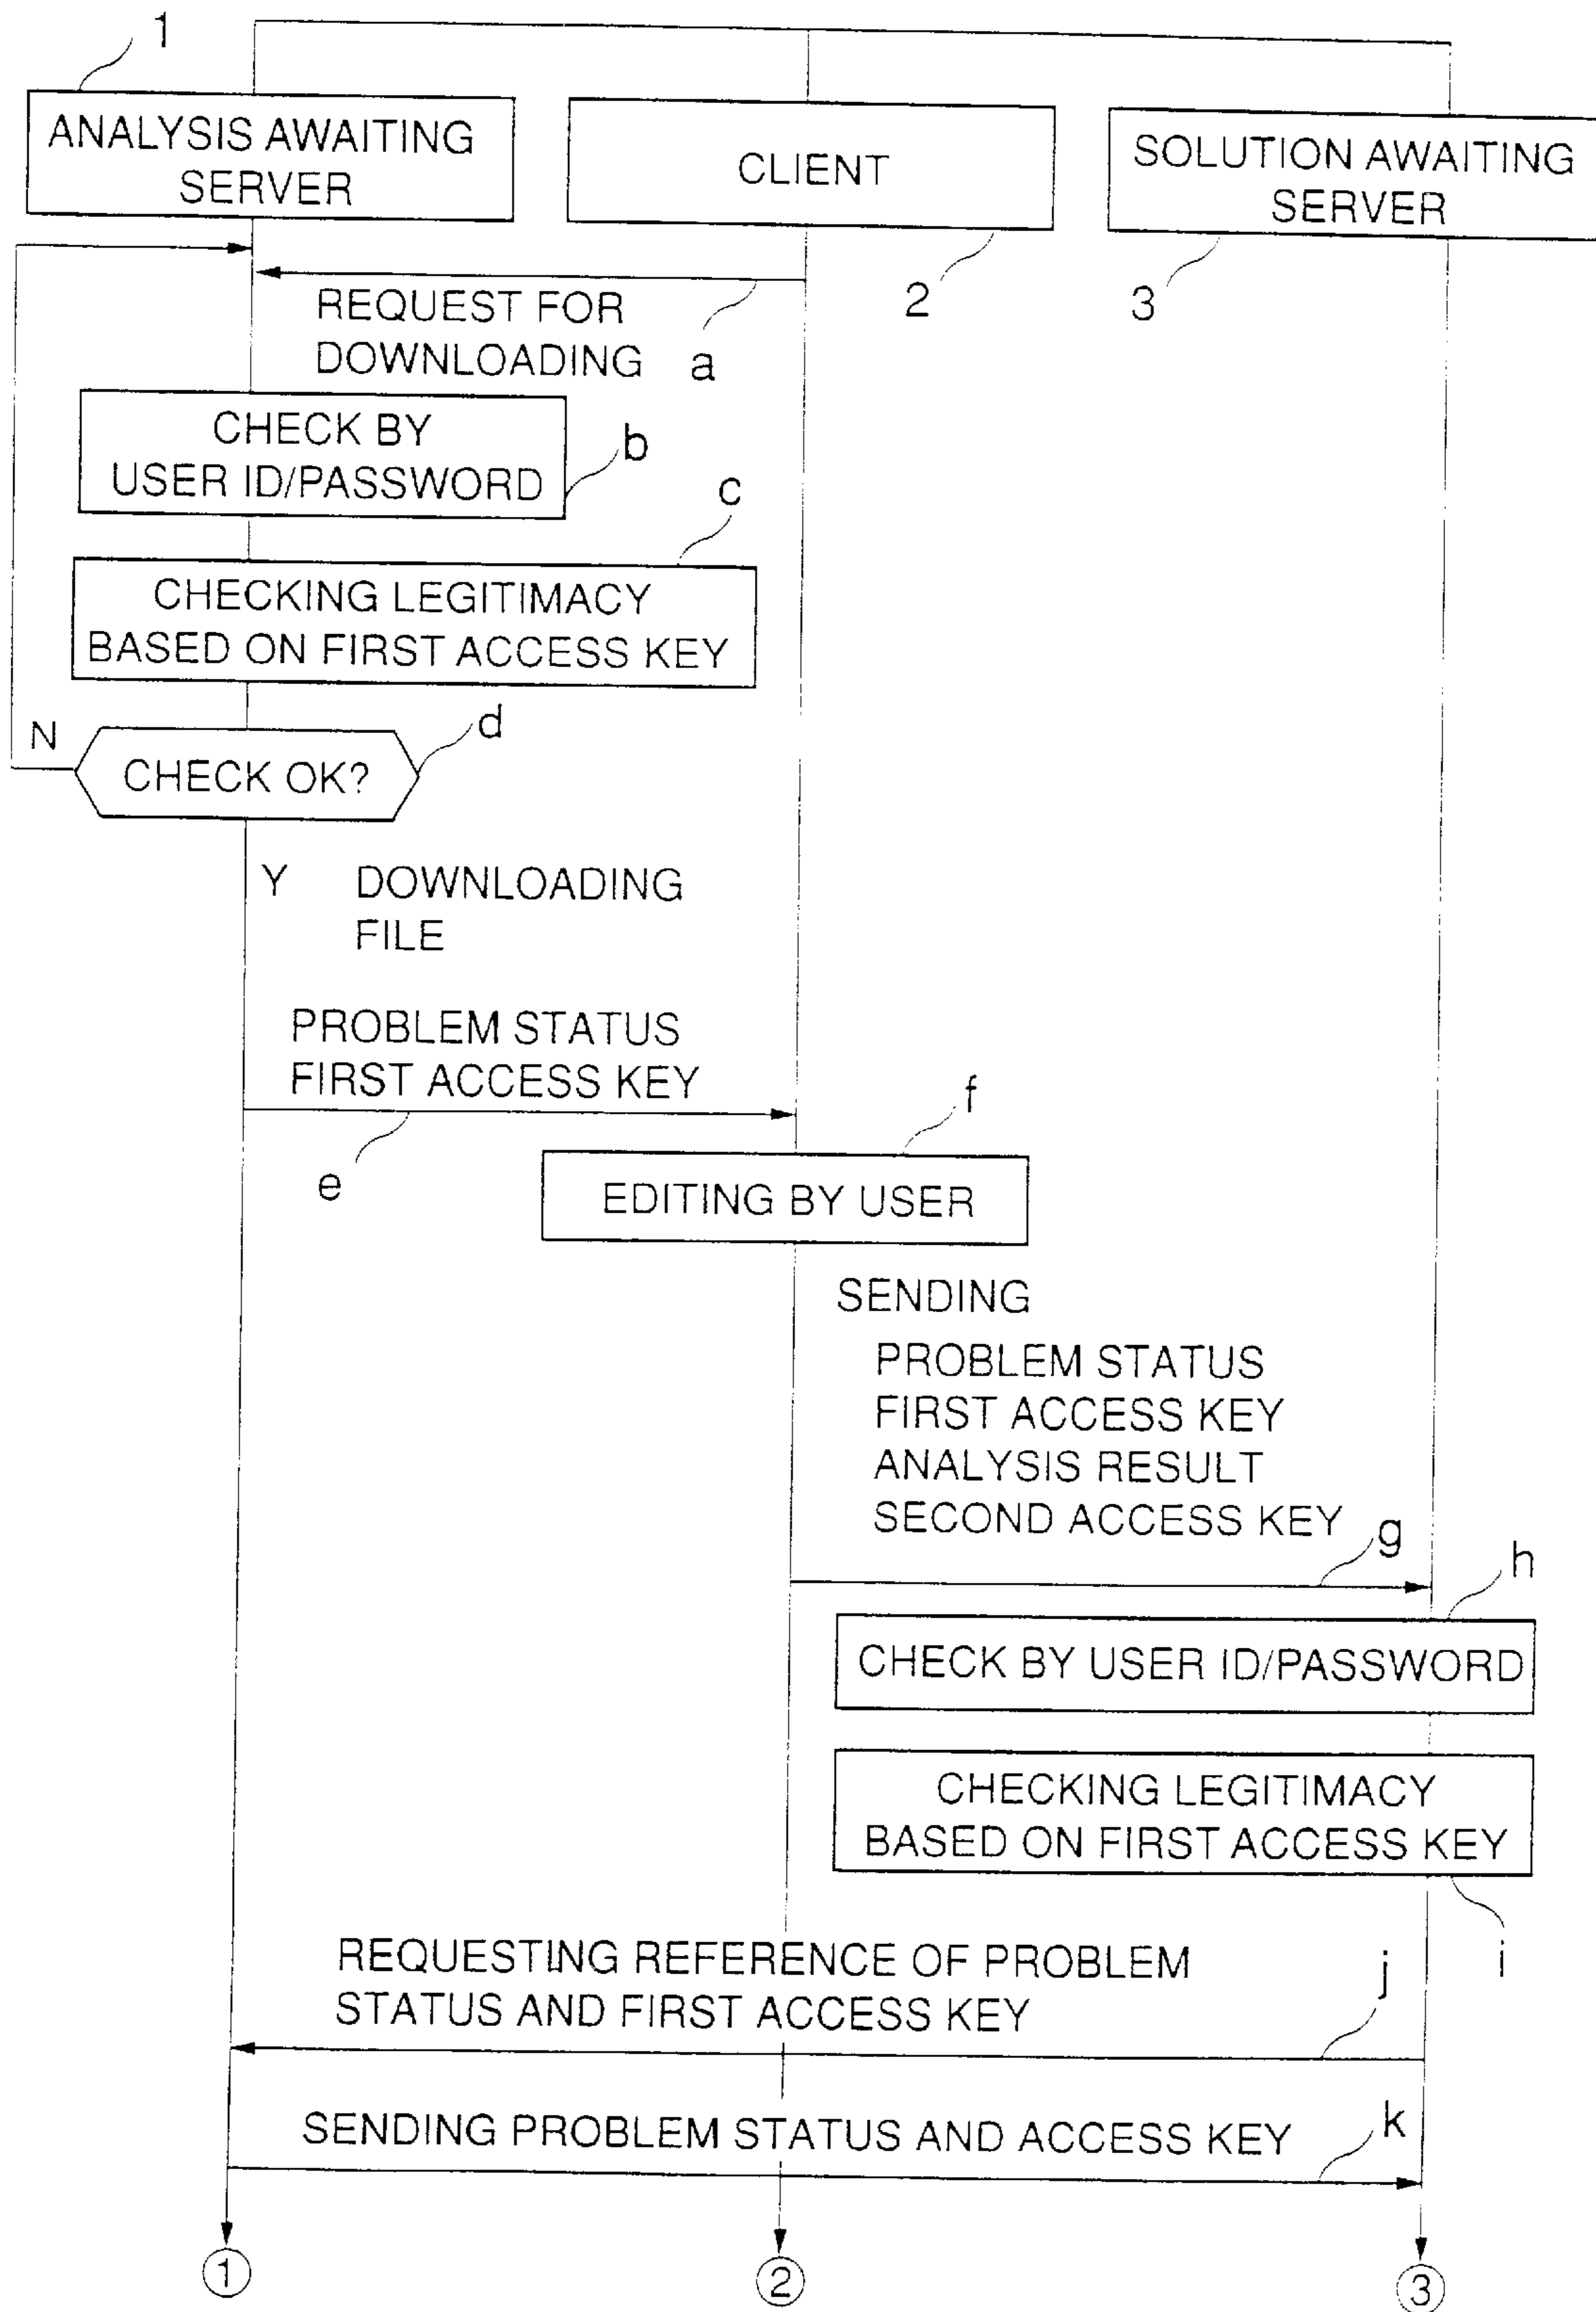 1
ANALYSIS AWAITING
SERVER
CLIENT
SOLUTION AWAITING
SERVER
2
3
REQUEST FOR
DOWNLOADING
a
CHECK BY
USER ID/PASSWORD
b
c
CHECKING LEGITIMACY
BASED ON FIRST ACCESS KEY
N
d
CHECK OK?
Y
DOWNLOADING
FILE
PROBLEM STATUS
FIRST ACCESS KEY
e
f
EDITING BY USER
SENDING
PROBLEM STATUS
FIRST ACCESS KEY
ANALYSIS RESULT
SECOND ACCESS KEY
g
h
CHECK BY USER ID/PASSWORD
CHECKING LEGITIMACY
BASED ON FIRST ACCESS KEY
i
REQUESTING REFERENCE OF PROBLEM
STATUS AND FIRST ACCESS KEY
j
SENDING PROBLEM STATUS AND ACCESS KEY
k
①
②
③